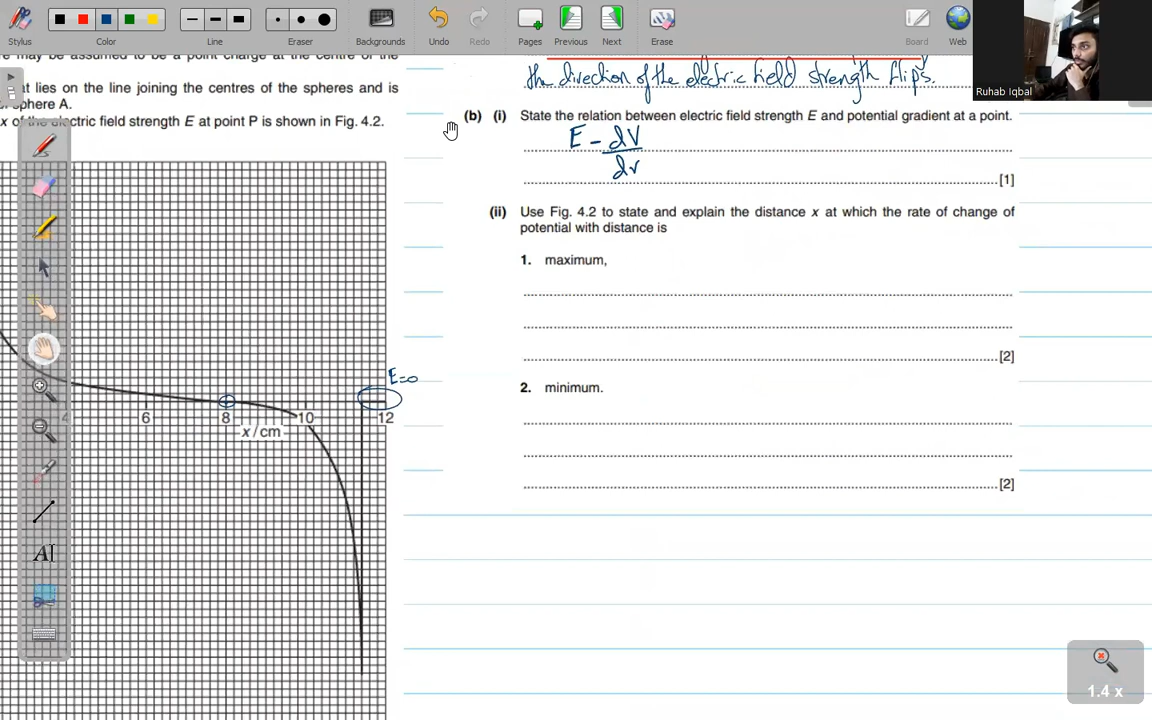 Stylus
Color
Line
Eraser
Backgrounds
Undo
Redo
Pages
Previous
Next
Erase
Board
Web
Ruhab Iqbal
e may be assumed to be a point charge at the centre of the
at lies on the line joining the centres of the spheres and is
sphere A.
x of the electric field strength E at point P is shown in Fig. 4.2.
E=0
6
8
10
12
x/cm
the direction of the electric field strength flips.
(b) (i) State the relation between electric field strength E and potential gradient at a point.
E - dV
dr
[1]
(ii) Use Fig. 4.2 to state and explain the distance x at which the rate of change of
potential with distance is
1. maximum,
[2]
2. minimum.
[2]
1.4 x